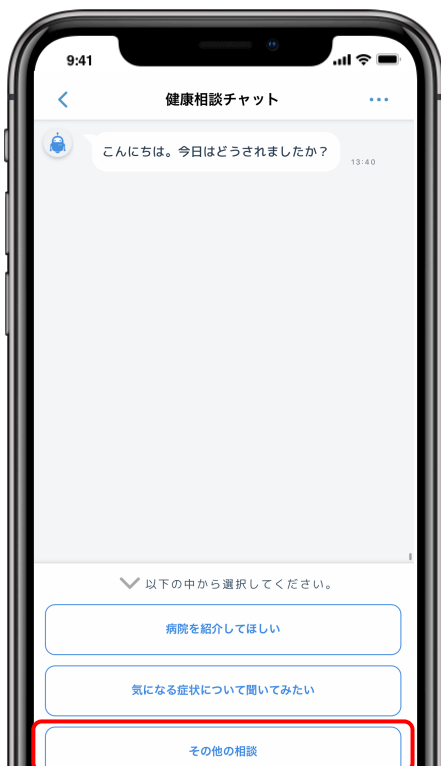 9:41
健康相談チャット
こんにちは。今日はどうされましたか？
13:40
以下の中から選択してください。
病院を紹介してほしい
気になる症状について聞いてみたい
その他の相談